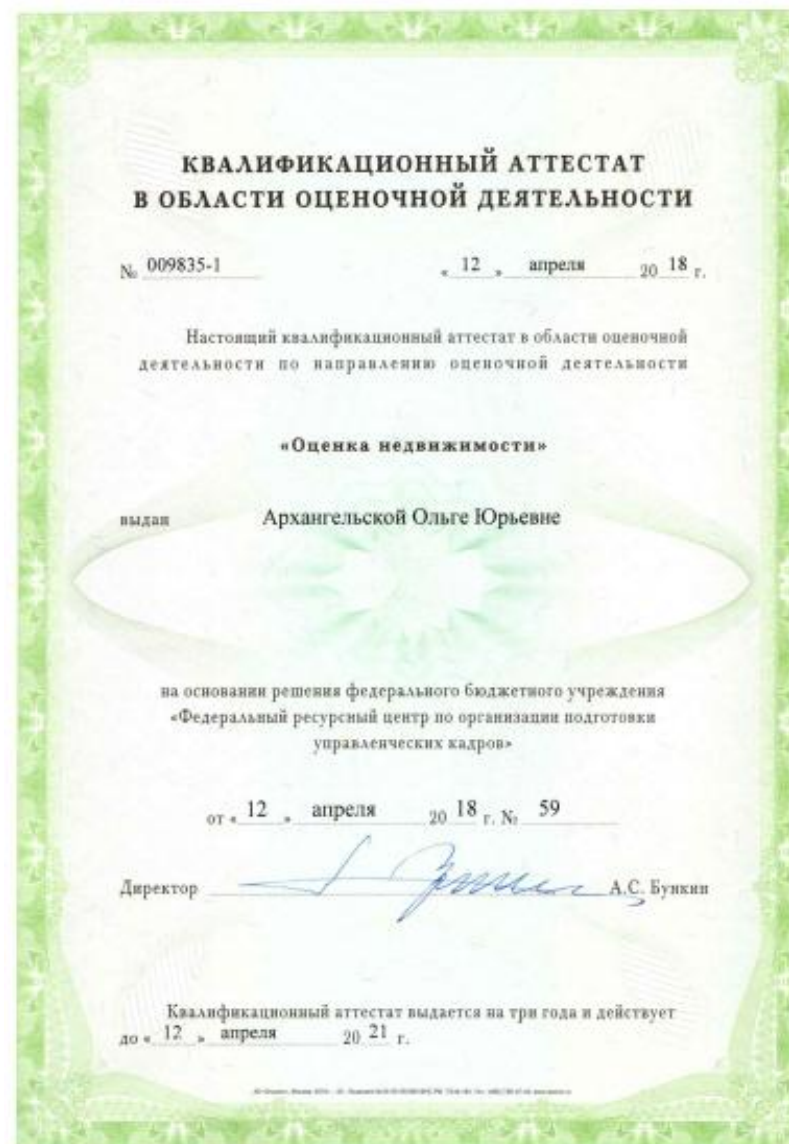 КВАЛИФИКАЦИОННЫЙ АТТЕСТАТ
В ОБЛАСТИ ОЦЕНОЧНОЙ ДЕЯТЕЛЬНОСТИ
№ 009835-1 « 12 » апреля 20 18 г.
Настоящий квалификационный аттестат в области оценочной
деятельности по направлению оценочной деятельности
«Оценка недвижимости»
выдан Архангельской Ольге Юрьевне
на основании решения федерального бюджетного учреждения
«Федеральный ресурсный центр по организации подготовки
управленческих кадров»
от « 12 » апреля 20 18 г. № 59
Директор А.С. Бункин
Квалификационный аттестат выдается на три года и действует
до « 12 » апреля 20 21 г.